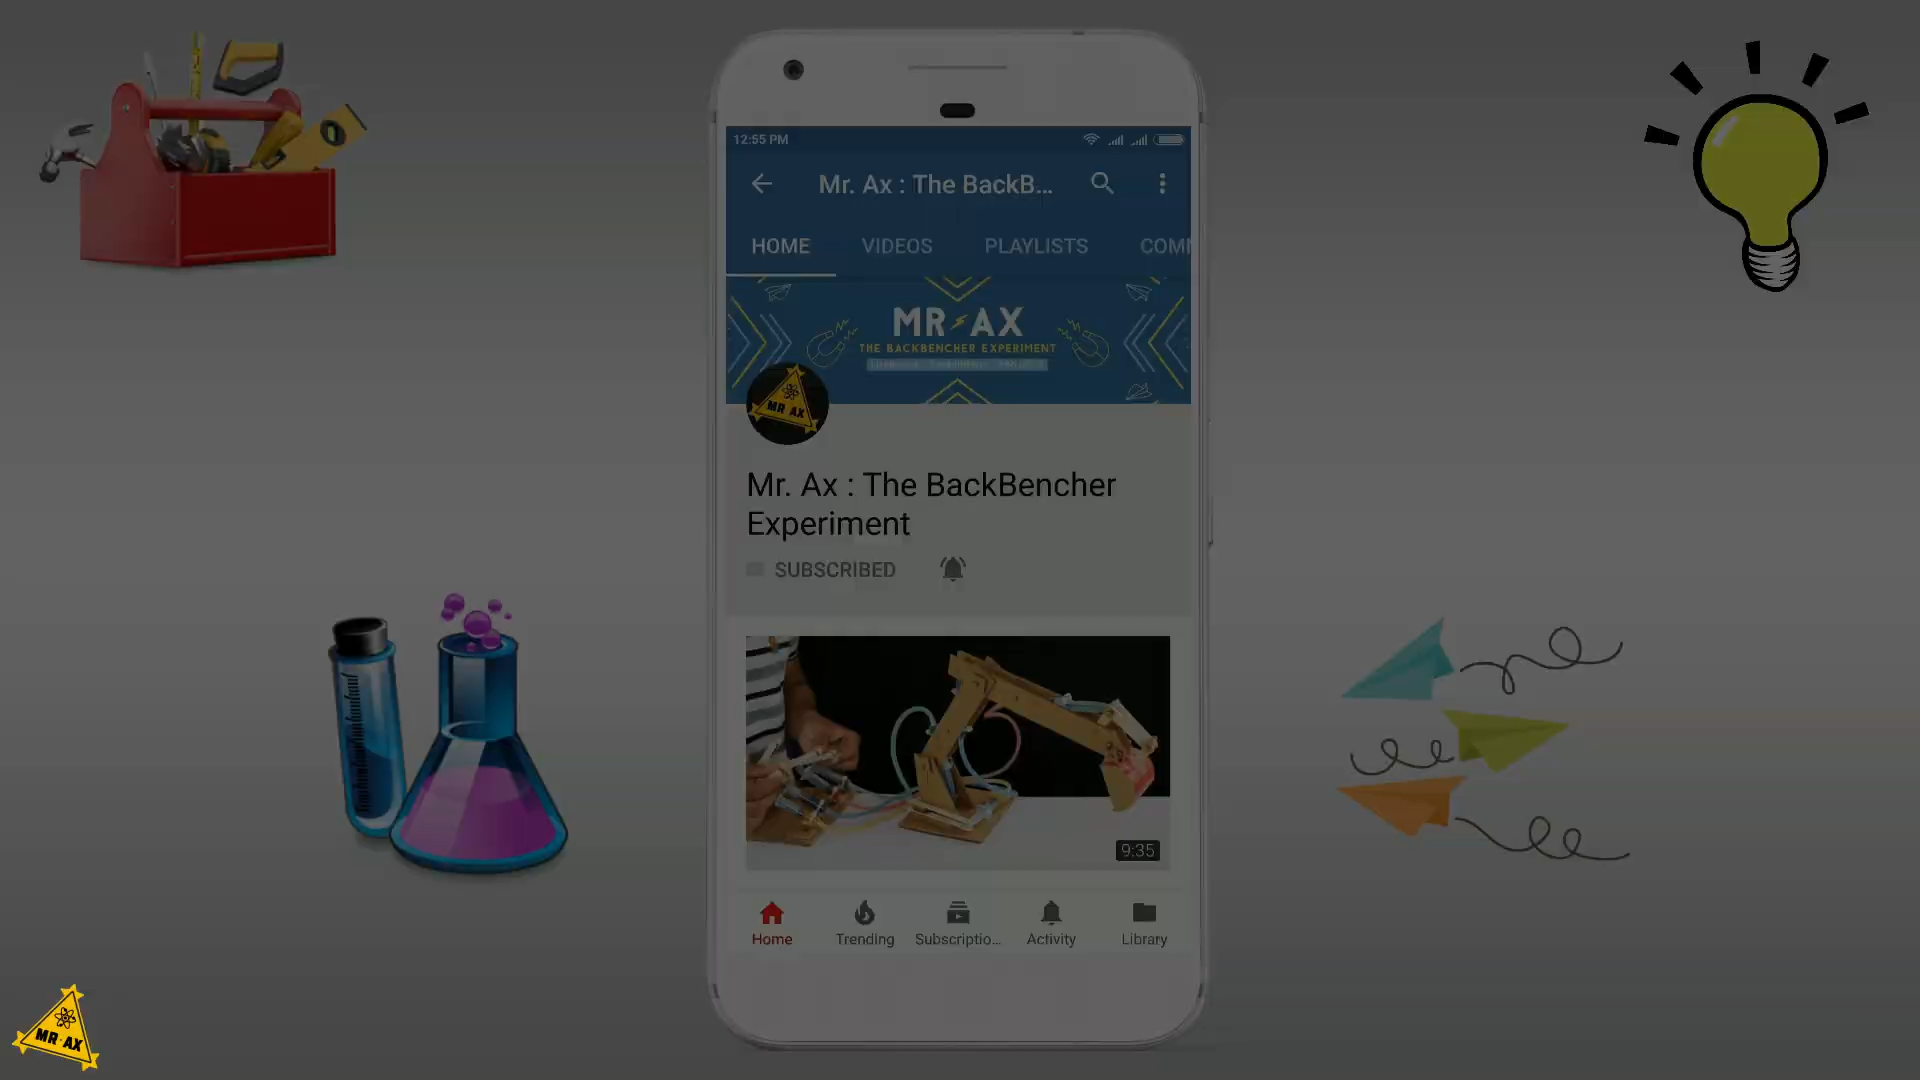 12:55 PM
Mr. Ax : The BackB...
HOME
VIDEOS
PLAYLISTS
COMM
MR AX
THE BACKBENCHER EXPERIMENT
MR AX
Mr. Ax : The BackBencher
Experiment
SUBSCRIBED
9:35
Home
Trending
Subscriptio...
Activity
Library
MR AX